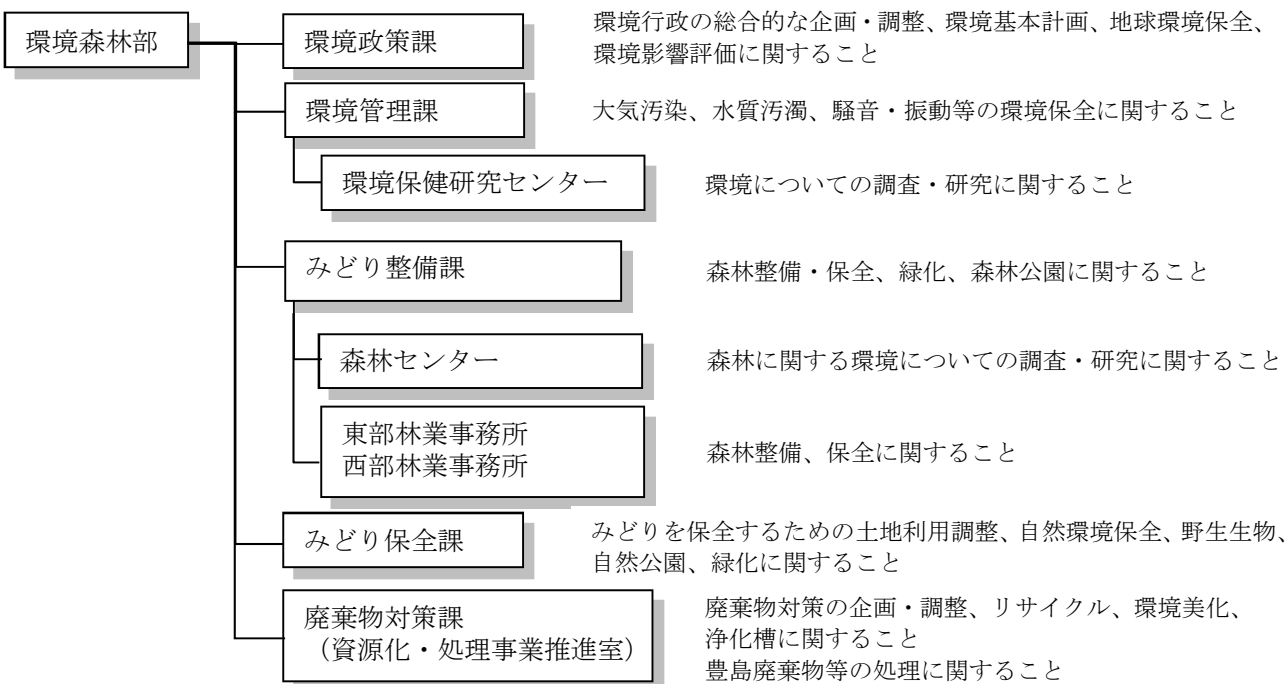 環境森林部
環境政策課
環境行政の総合的な企画・調整、環境基本計画、地球環境保全、
環境影響評価に関すること
環境管理課
大気汚染、水質汚濁、騒音・振動等の環境保全に関すること
環境保健研究センター
環境についての調査・研究に関すること
みどり整備課
森林整備・保全、緑化、森林公園に関すること
森林センター
森林に関する環境についての調査・研究に関すること
東部林業事務所
西部林業事務所
森林整備、保全に関すること
みどり保全課
みどりを保全するための土地利用調整、自然環境保全、野生生物、
自然公園、緑化に関すること
廃棄物対策課
（資源化・処理事業推進室）
廃棄物対策の企画・調整、リサイクル、環境美化、
浄化槽に関すること
豊島廃棄物等の処理に関すること